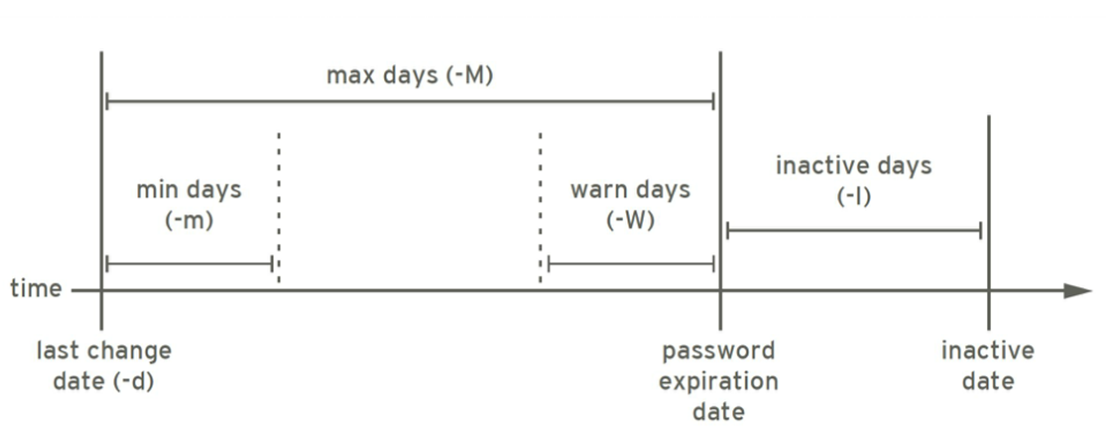 max days (-M)
min days
(-m)
warn days
(-W)
inactive days
(-I)
time
last change
date (-d)
password
expiration
date
inactive
date